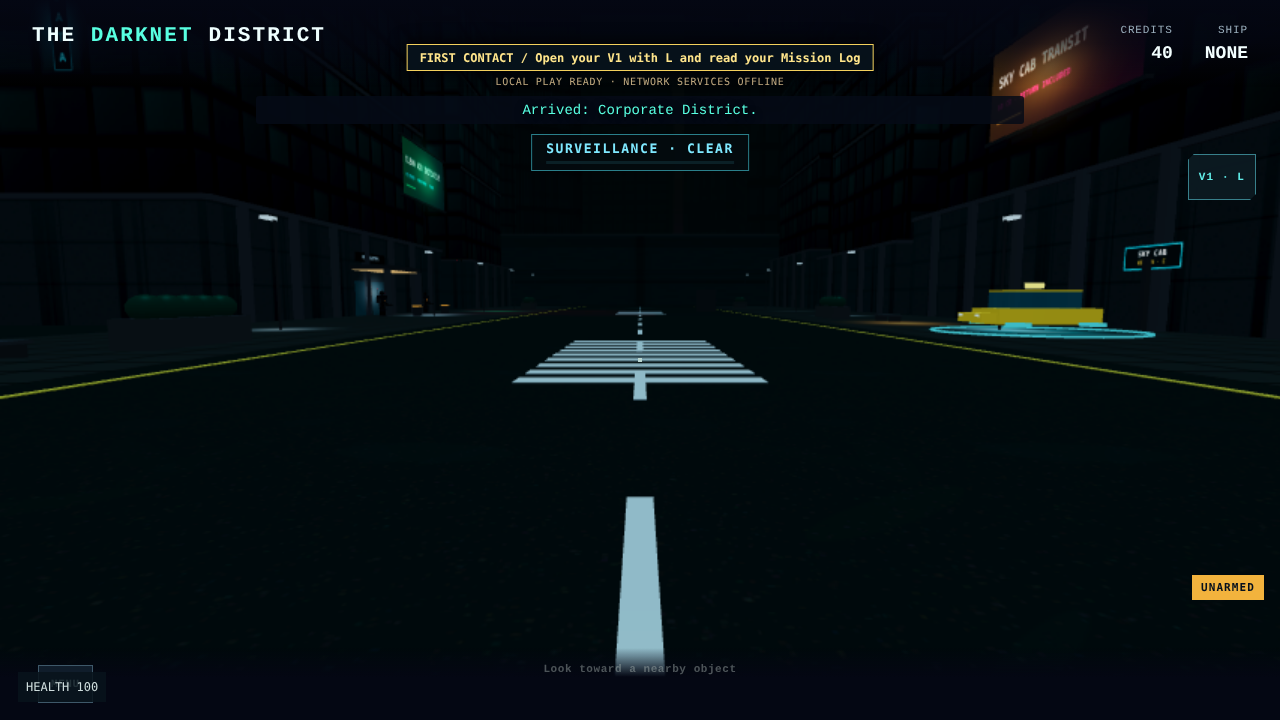 THE DARKNET DISTRICT
FIRST CONTACT / Open your V1 with L and read your Mission Log
LOCAL PLAY READY · NETWORK SERVICES OFFLINE
Arrived: Corporate District.
SURVEILLANCE · CLEAR
CREDITS
40
SHIP
NONE
SKY CAB TRANSIT
V1 · L
SKY CAB
UNARMED
Look toward a nearby object
HEALTH 100